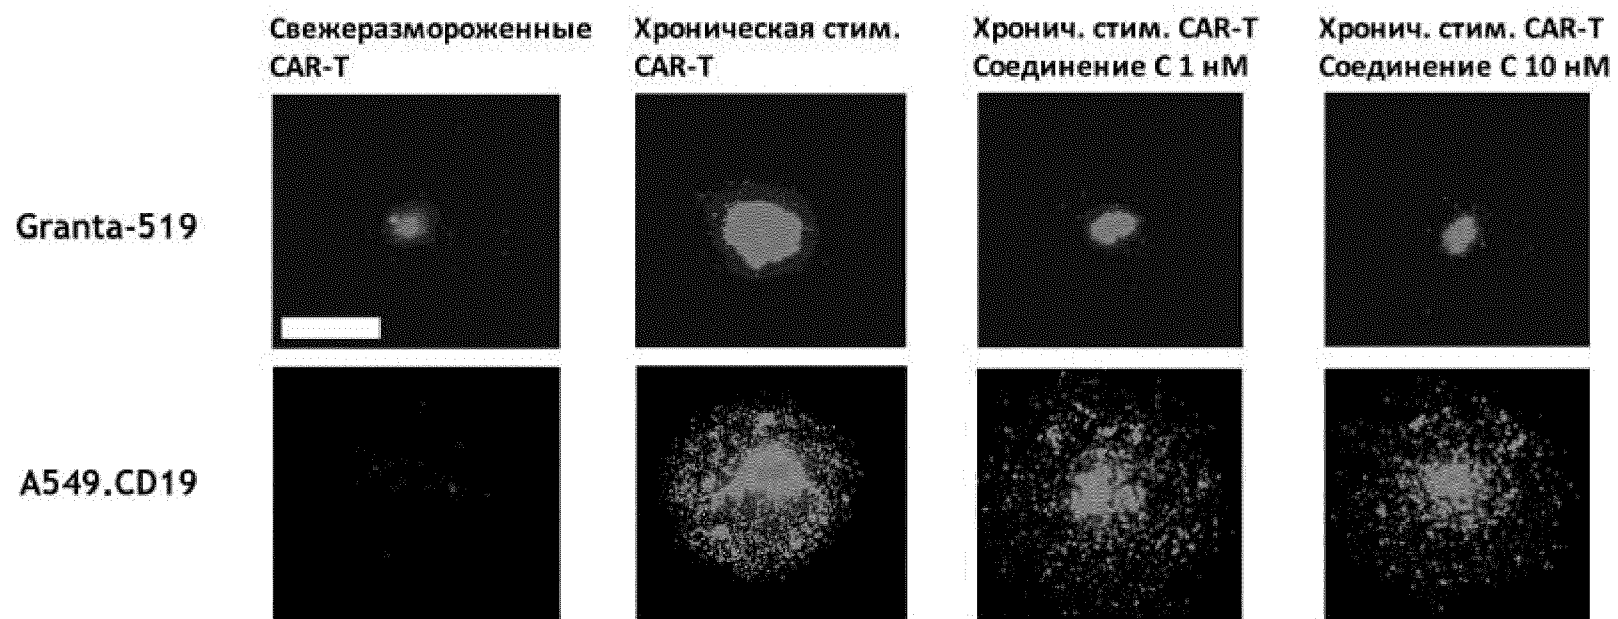 Свежеразмороженные
CAR-T
Хроническая стим.
CAR-T
Хронич. стим. CAR-T
Соединение С 1 нМ
Хронич. стим. CAR-T
Соединение С 10 нМ
Granta-519
A549.CD19